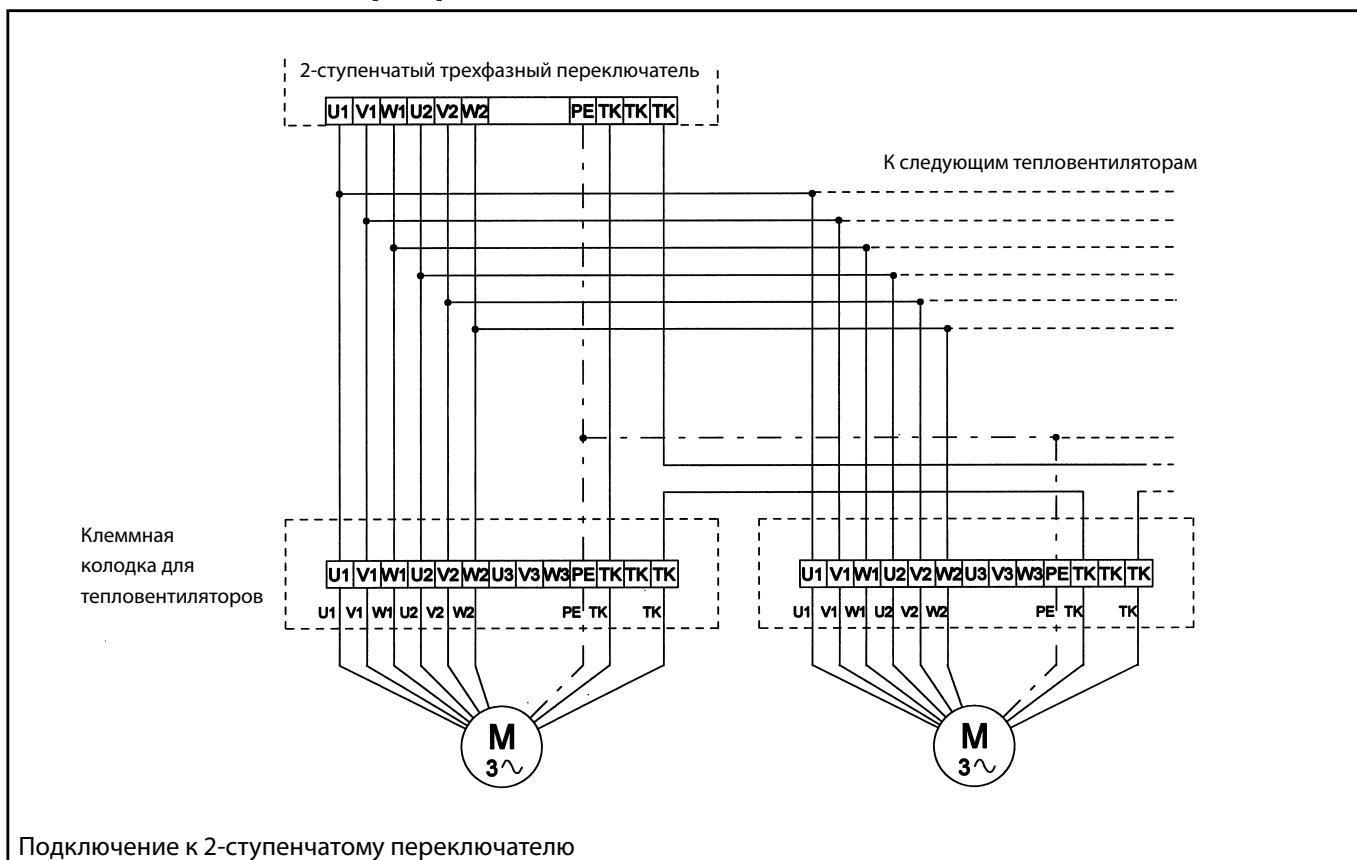 2-ступенчатый трехфазный переключатель
U1 V1 W1 U2 V2 W2 PE TK TK TK
К следующим тепловентиляторам
Клеммная
колодка для
тепловентиляторов
U1 V1 W1 U2 V2 W2 U3 V3 W3 PE TK TK TK
U1 V1 W1 U2 V2 W2 PE TK TK
U1 V1 W1 U2 V2 W2 U3 V3 W3 PE TK TK TK
U1 V1 W1 U2 V2 W2 PE TK TK
M
3~
M
3~
Подключение к 2-ступенчатому переключателю